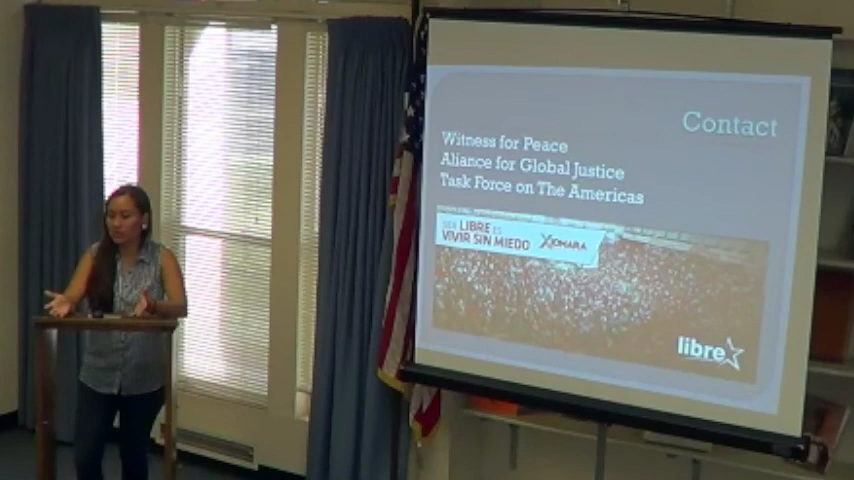 Contact
Witness for Peace
Aliance for Global Justice
Task Force on The Americas
SER LIBRE ES
VIVIR SIN MIEDO
XIOMARA
libre